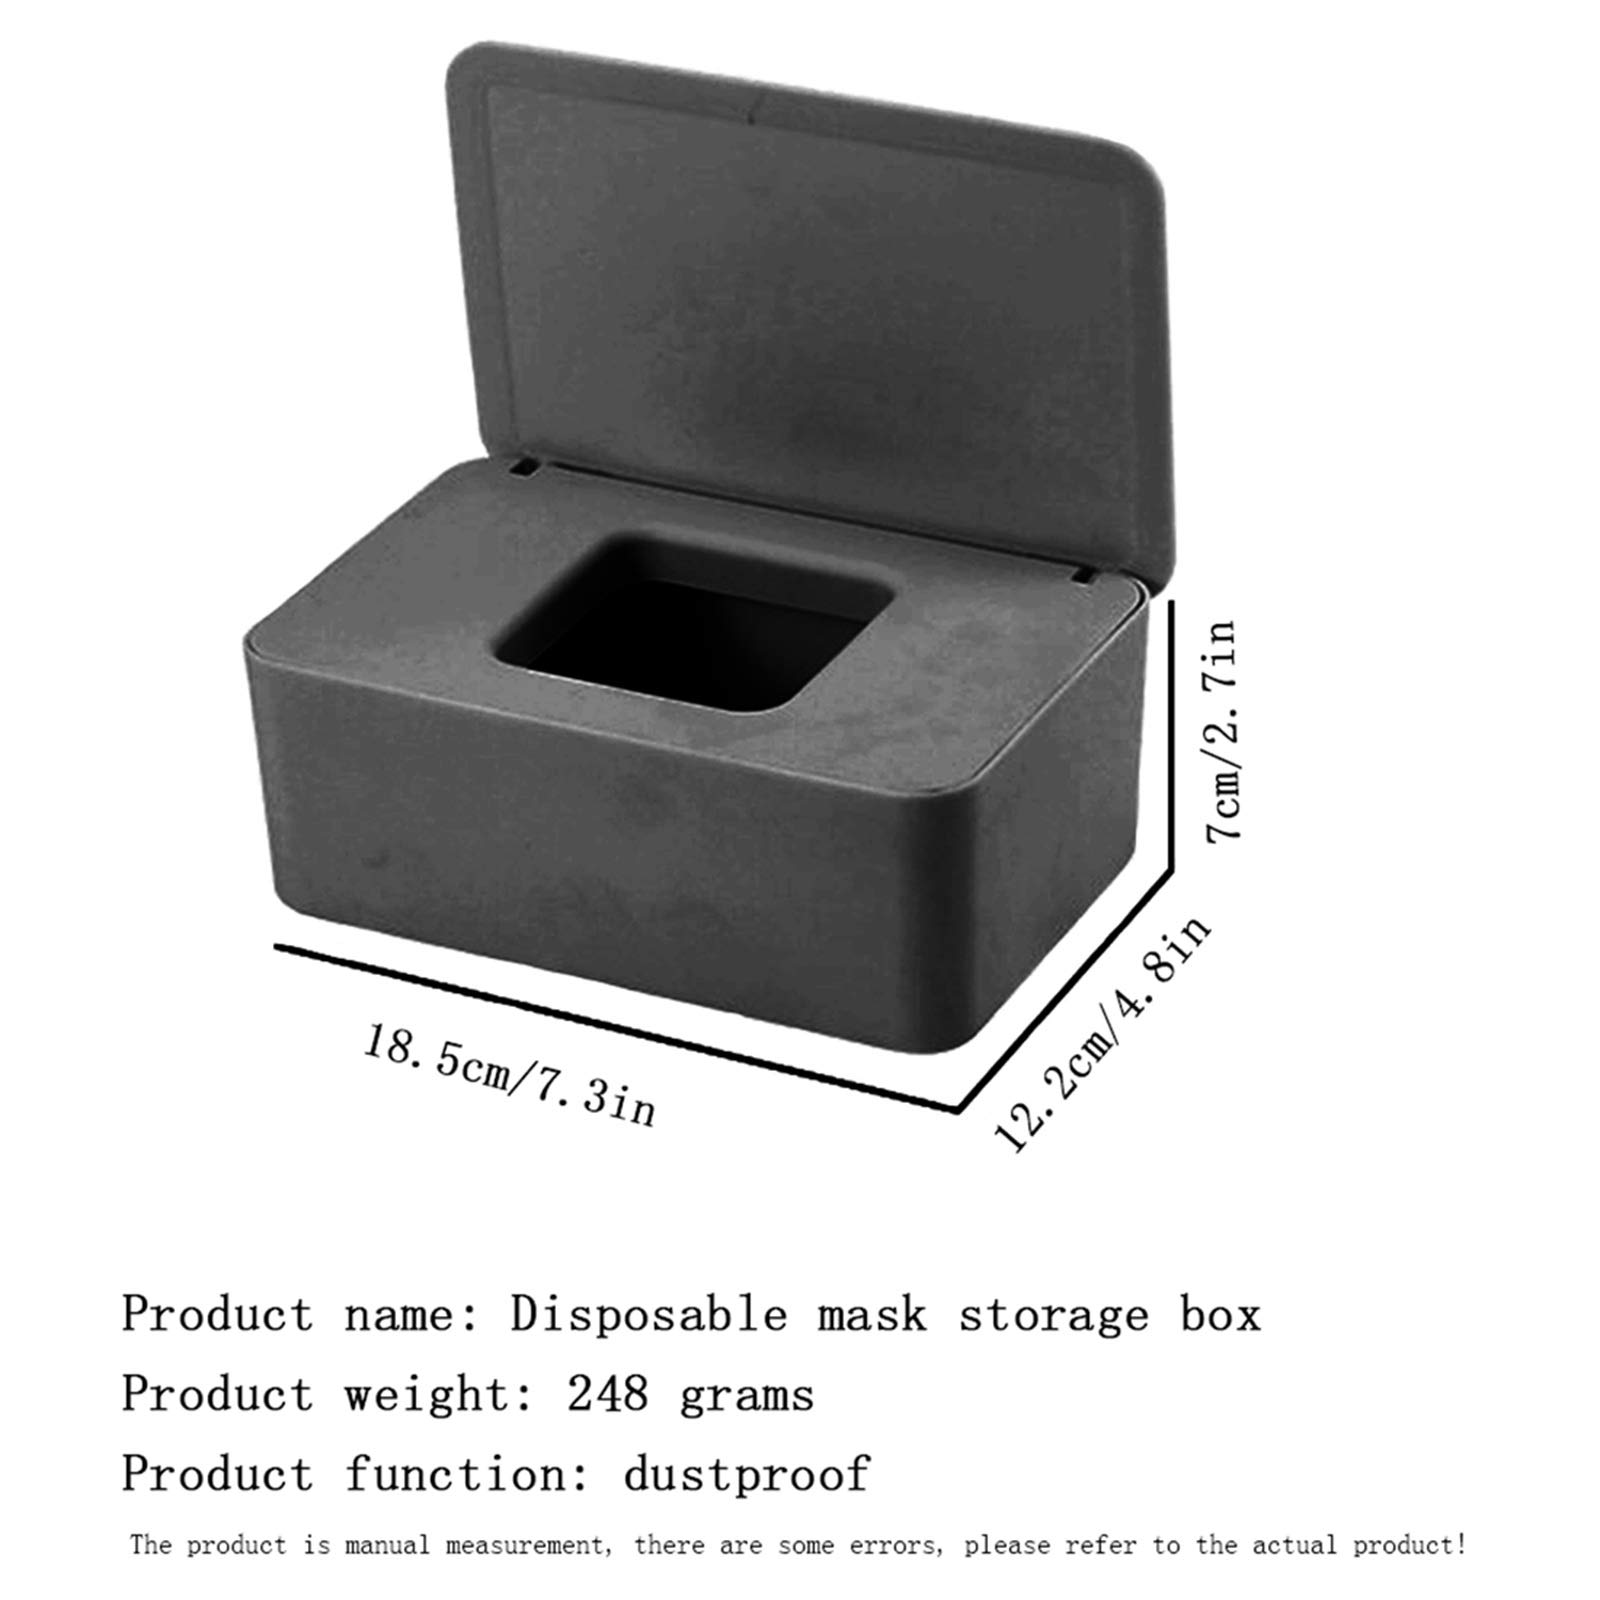 7cm/2.7in
12.2cm/4.8in
18.5cm/7.3in
Product name: Disposable mask storage box
Product weight: 248 grams
Product function: dustproof
The product is manual measurement, there are some errors, please refer to the actual product!